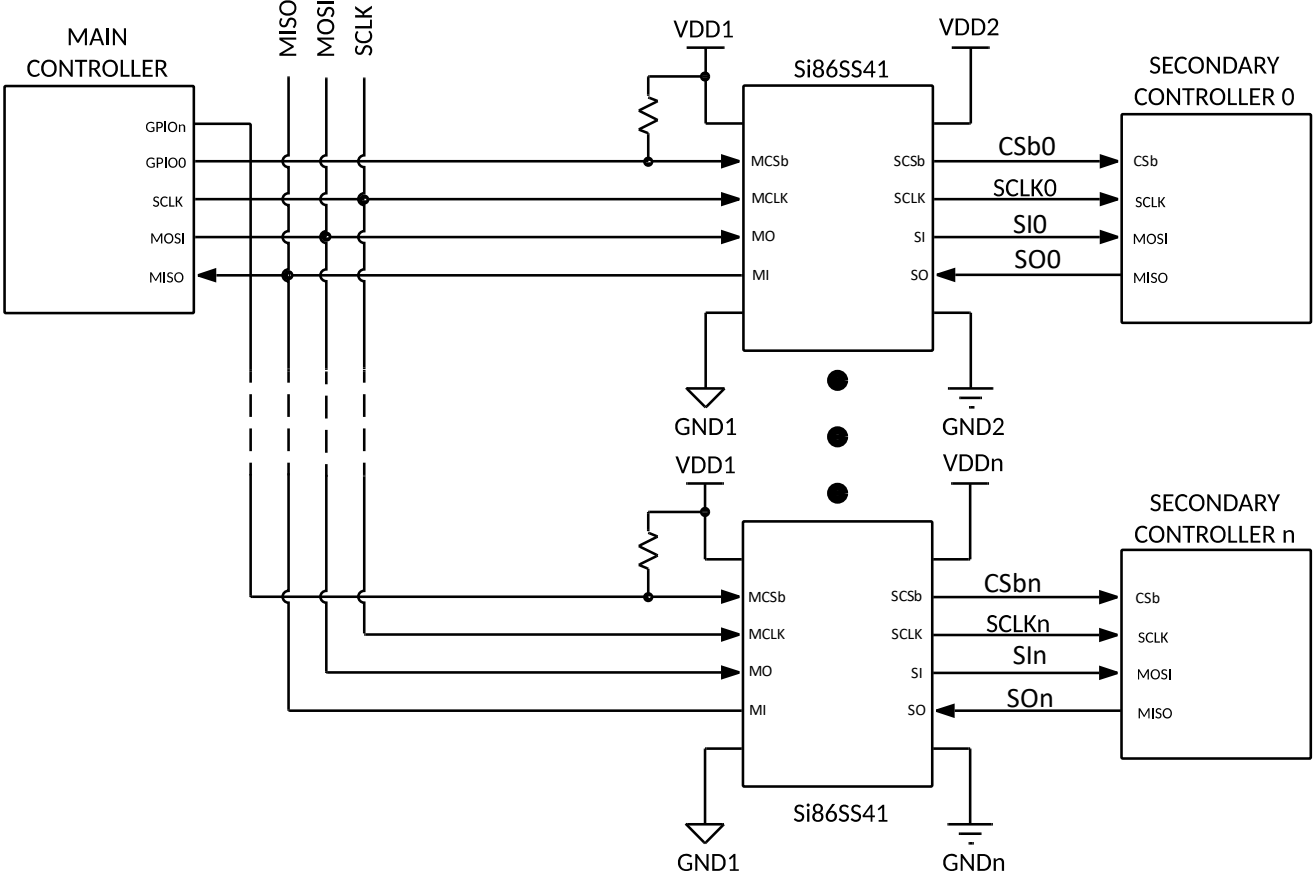 MISO
MOSI
SCLK
MAIN
CONTROLLER
GPIOn
GPIO0
SCLK
MOSI
MISO
VDD1
VDD2
Si86SS41
MCSb
MCLK
MO
MI
SCSb
SCLK
SI
SO
CSb0
SCLK0
SI0
SO0
SECONDARY
CONTROLLER 0
CSb
SCLK
MOSI
MISO
GND1
GND2
VDD1
VDDn
MCSb
MCLK
MO
MI
SCSb
SCLK
SI
SO
Si86SS41
CSbn
SCLKn
SIn
SOn
SECONDARY
CONTROLLER n
CSb
SCLK
MOSI
MISO
GND1
GNDn